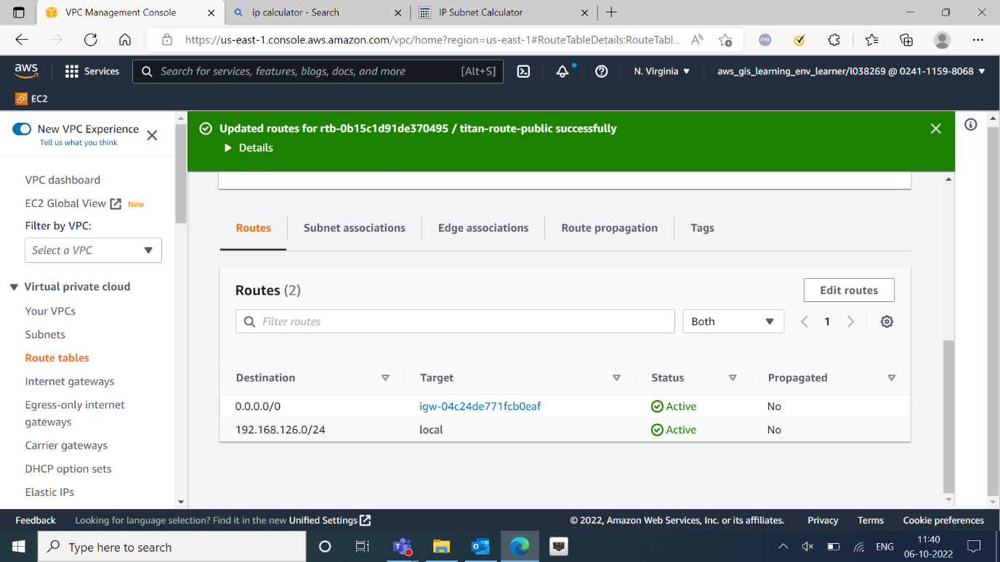 VPC Management Console
ip calculator - Search
IP Subnet Calculator
https://us-east-1.console.aws.amazon.com/vpc/home?region=us-east-1#RouteTableDetails:RouteTabl...
aws
Services
Search for services, features, blogs, docs, and more [Alt+S]
N. Virginia
aws_gis_learning_env_learner/l038269 @ 0241-1159-8068
EC2
New VPC Experience
Tell us what you think
VPC dashboard
EC2 Global View New
Filter by VPC:
Select a VPC
Virtual private cloud
Your VPCs
Subnets
Route tables
Internet gateways
Egress-only internet
gateways
Carrier gateways
DHCP option sets
Elastic IPs
Updated routes for rtb-0b15c1d91de370495 / titan-route-public successfully
Details
Routes Subnet associations Edge associations Route propagation Tags
Routes (2)
Edit routes
Filter routes
Both
1
Destination Target Status Propagated
0.0.0.0/0 igw-04c24de771fcb0eaf Active No
192.168.126.0/24 local Active No
Feedback Looking for language selection? Find it in the new Unified Settings
© 2022, Amazon Web Services, Inc. or its affiliates. Privacy Terms Cookie preferences
Type here to search
ENG
11:40
06-10-2022